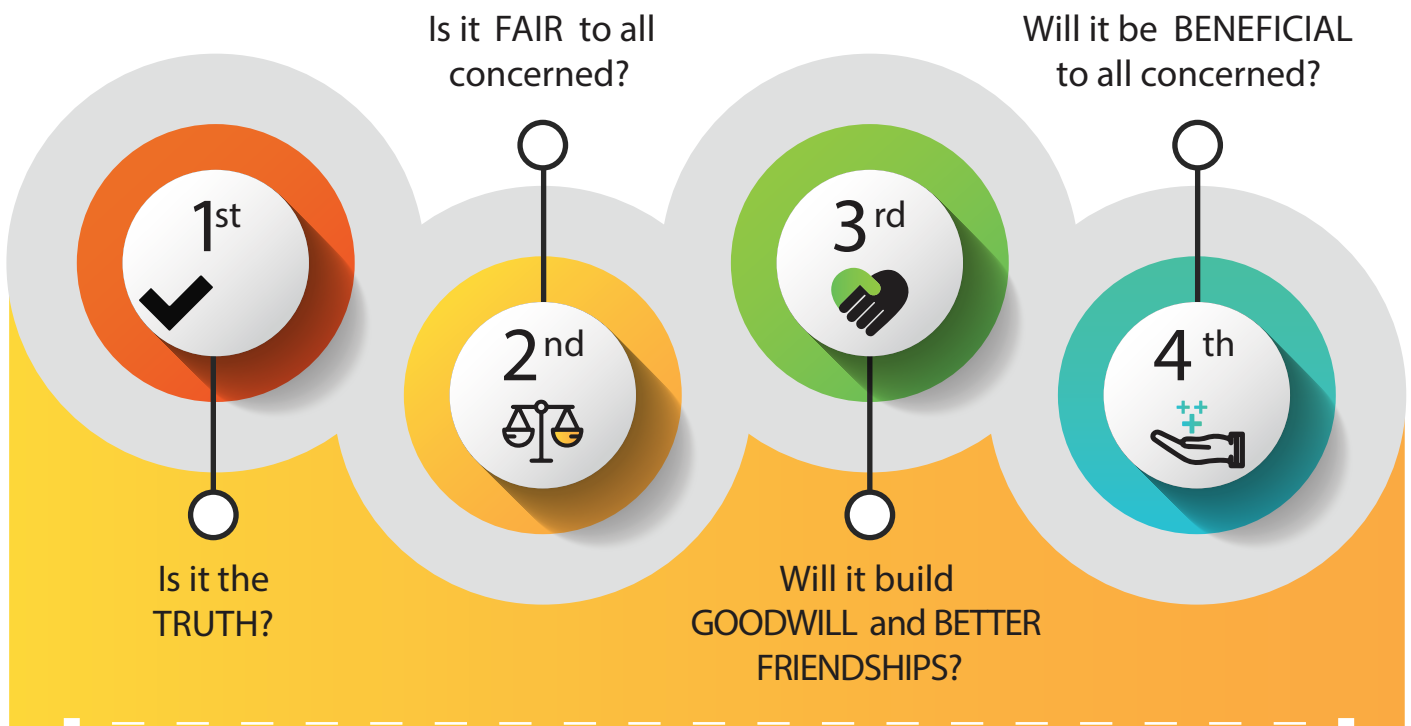 1st
Is it the
TRUTH?
Is it FAIR to all
concerned?
2nd
3rd
Will it build
GOODWILL and BETTER
FRIENDSHIPS?
Will it be BENEFICIAL
to all concerned?
4th